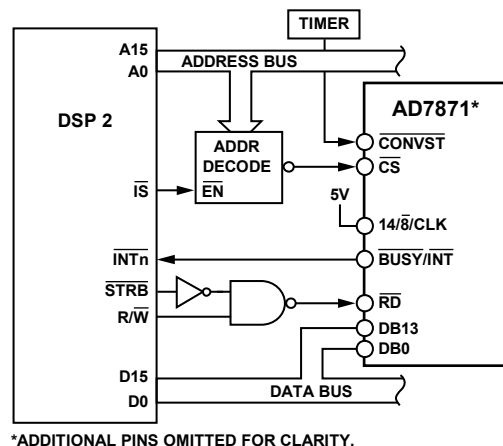 TIMER
A15
A0
ADDRESS BUS
DSP 2
AD7871*
ADDR
DECODE
EN
IS
CONVST
CS
5V
14/8/CLK
INTn
BUSY/INT
STRB
R/W
RD
DB13
DB0
D15
D0
DATA BUS
*ADDITIONAL PINS OMITTED FOR CLARITY.